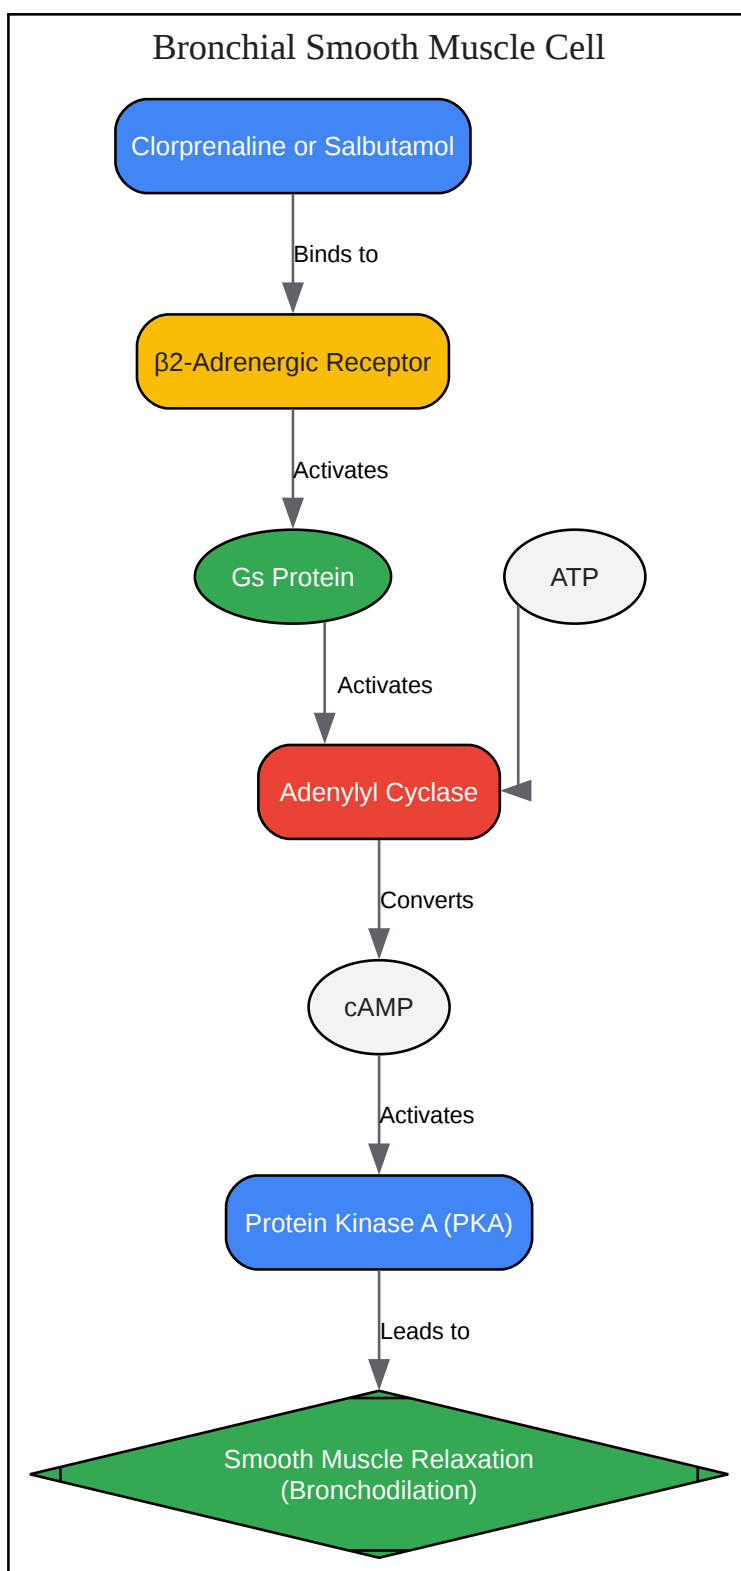 Bronchial Smooth Muscle Cell
Clorprenaline or Salbutamol
Binds to
β2-Adrenergic Receptor
Activates
Gs Protein
ATP
Activates
Adenylyl Cyclase
Converts
cAMP
Activates
Protein Kinase A (PKA)
Leads to
Smooth Muscle Relaxation
(Bronchodilation)